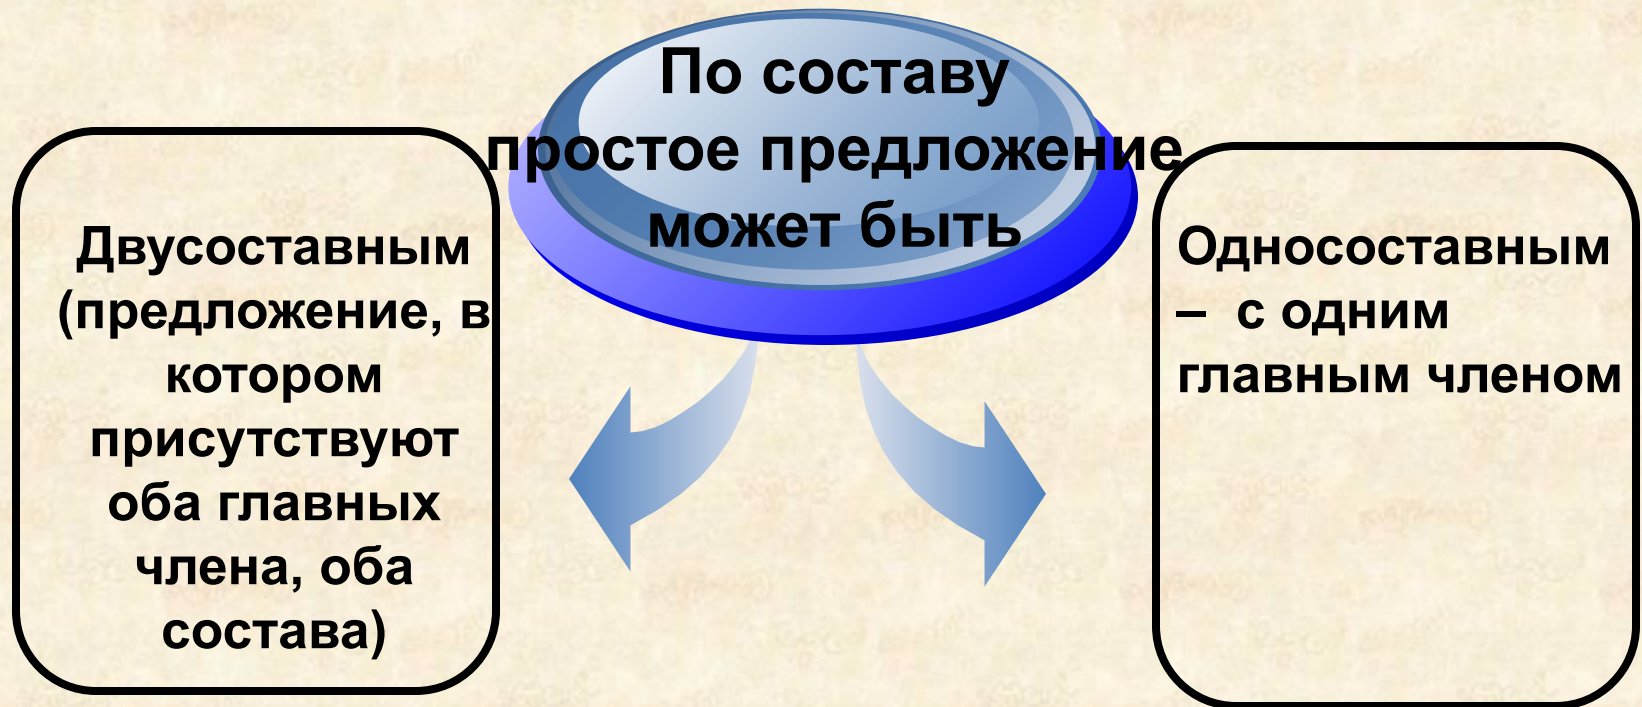 По составу
простое предложение
может быть
Двусоставным
(предложение, в
котором
присутствуют
оба главных
члена, оба
состава)
Односоставным
– с одним
главным членом